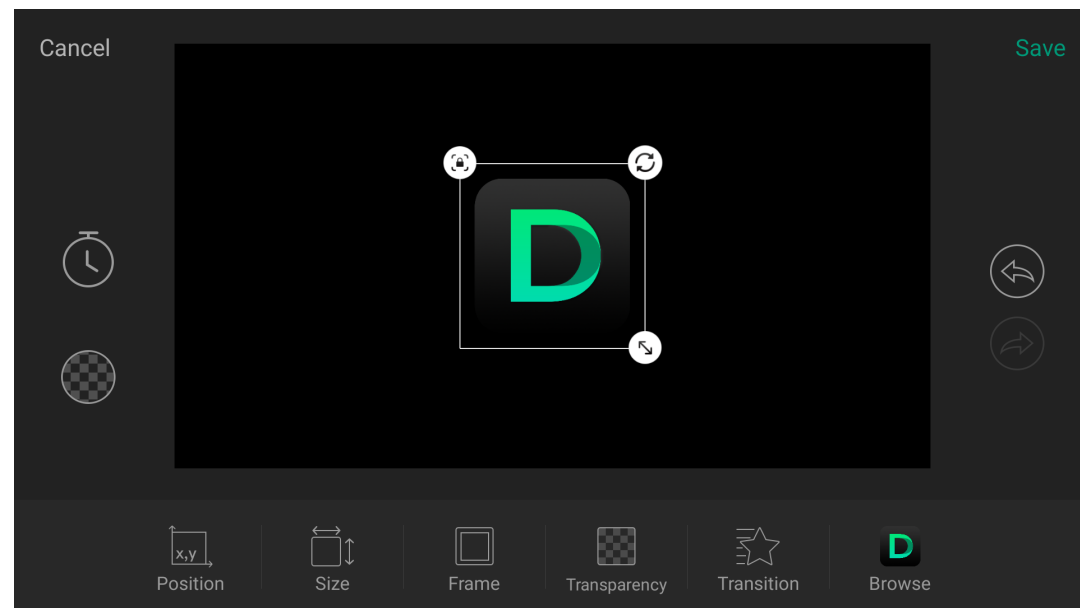 Cancel
Save
D
x,y
Position
Size
Frame
Transparency
Transition
D
Browse